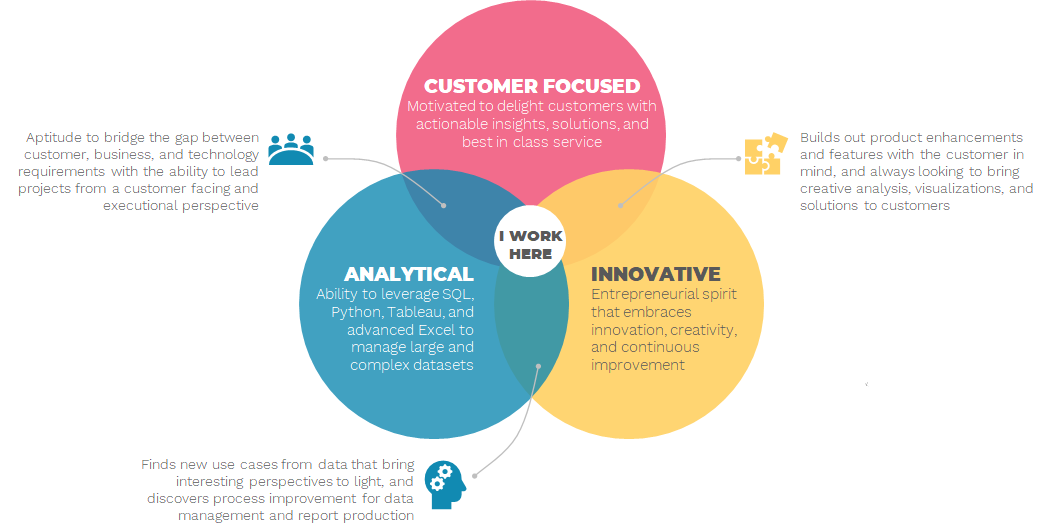 CUSTOMER FOCUSED
Motivated to delight customers with
actionable insights, solutions, and
best in class service
Aptitude to bridge the gap between
customer, business, and technology
requirements with the ability to lead
projects from a customer facing and
executional perspective
Builds out product enhancements
and features with the customer in
mind, and always looking to bring
creative analysis, visualizations, and
solutions to customers
I WORK
HERE
ANALYTICAL
Ability to leverage SQL,
Python, Tableau, and
advanced Excel to
manage large and
complex datasets
INNOVATIVE
Entrepreneurial spirit
that embraces
innovation, creativity,
and continuous
improvement
Finds new use cases from data that bring
interesting perspectives to light, and
discovers process improvement for data
management and report production